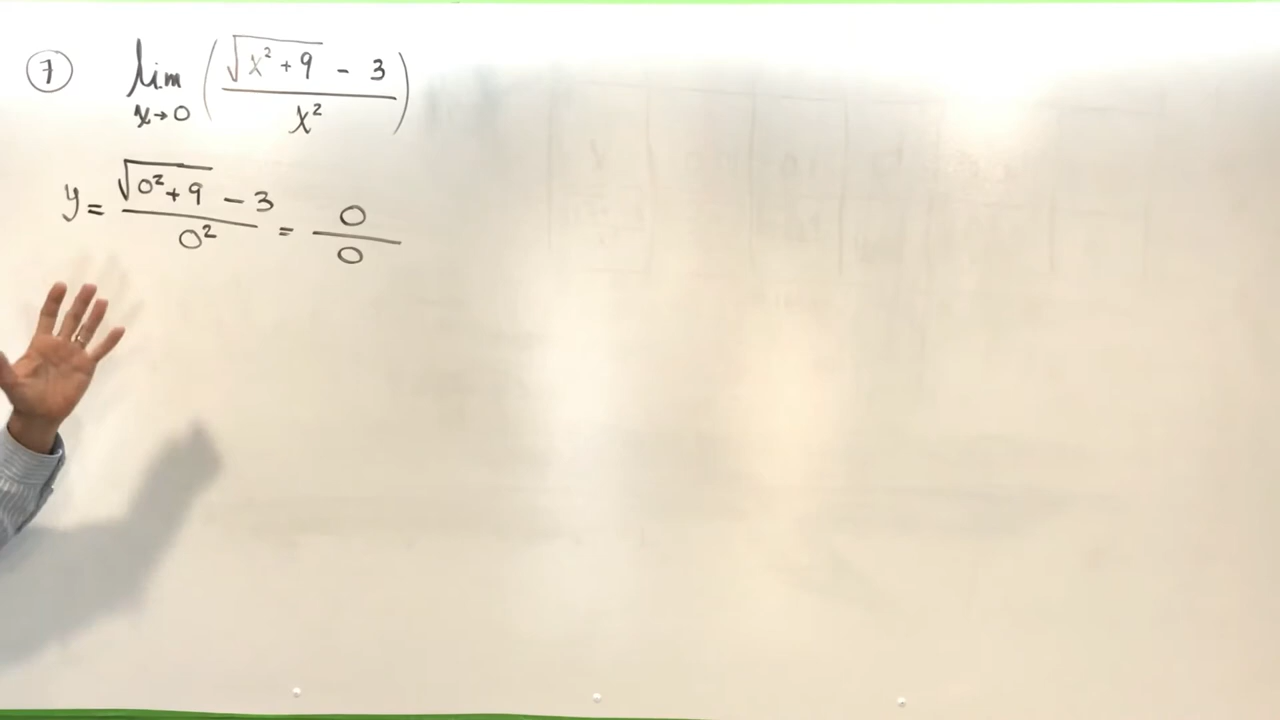 ⑦ lim x→0 ( (√(x²+9) - 3) / x² )
y = (√(0²+9) - 3) / 0² = 0 / 0